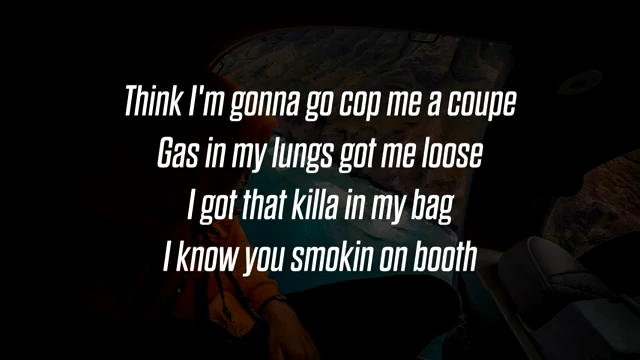 Think I'm gonna go cop me a coupe
Gas in my lungs got me loose
I got that killa in my bag
I know you smokin on booth